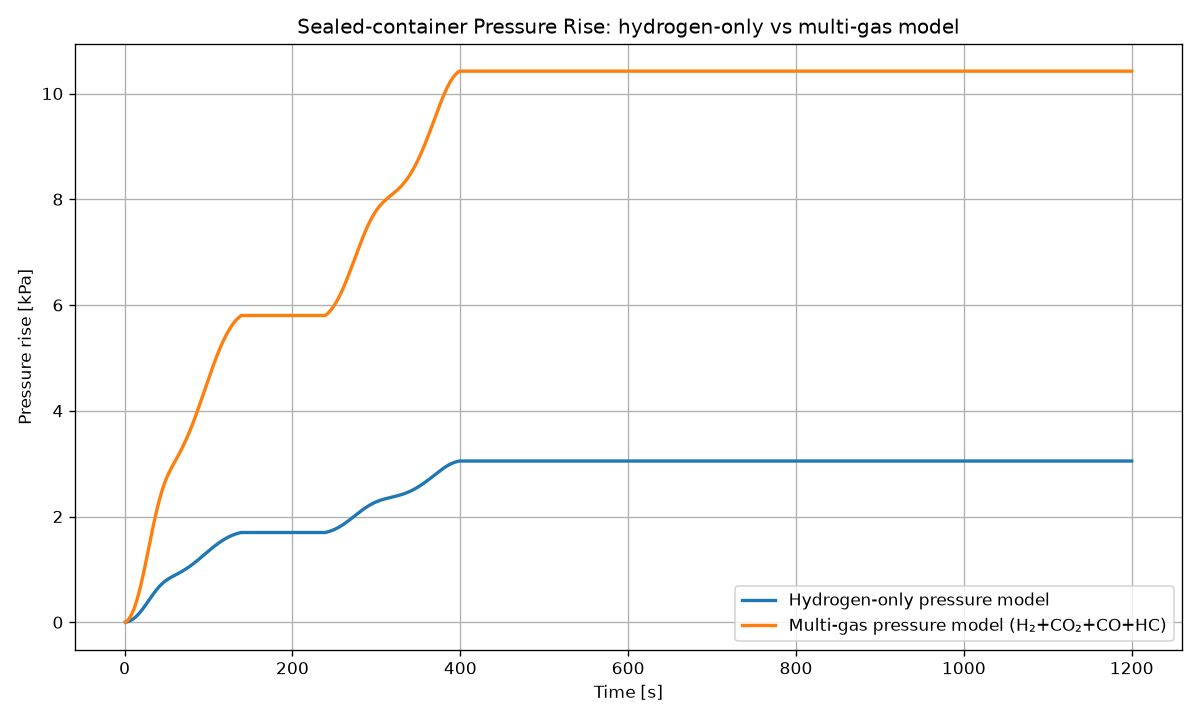 Sealed-container Pressure Rise: hydrogen-only vs multi-gas model
Pressure rise [kPa]
10
8
6
4
2
0
0 200 400 600 800 1000 1200
Time [s]
Hydrogen-only pressure model
Multi-gas pressure model (H₂+CO₂+CO+HC)